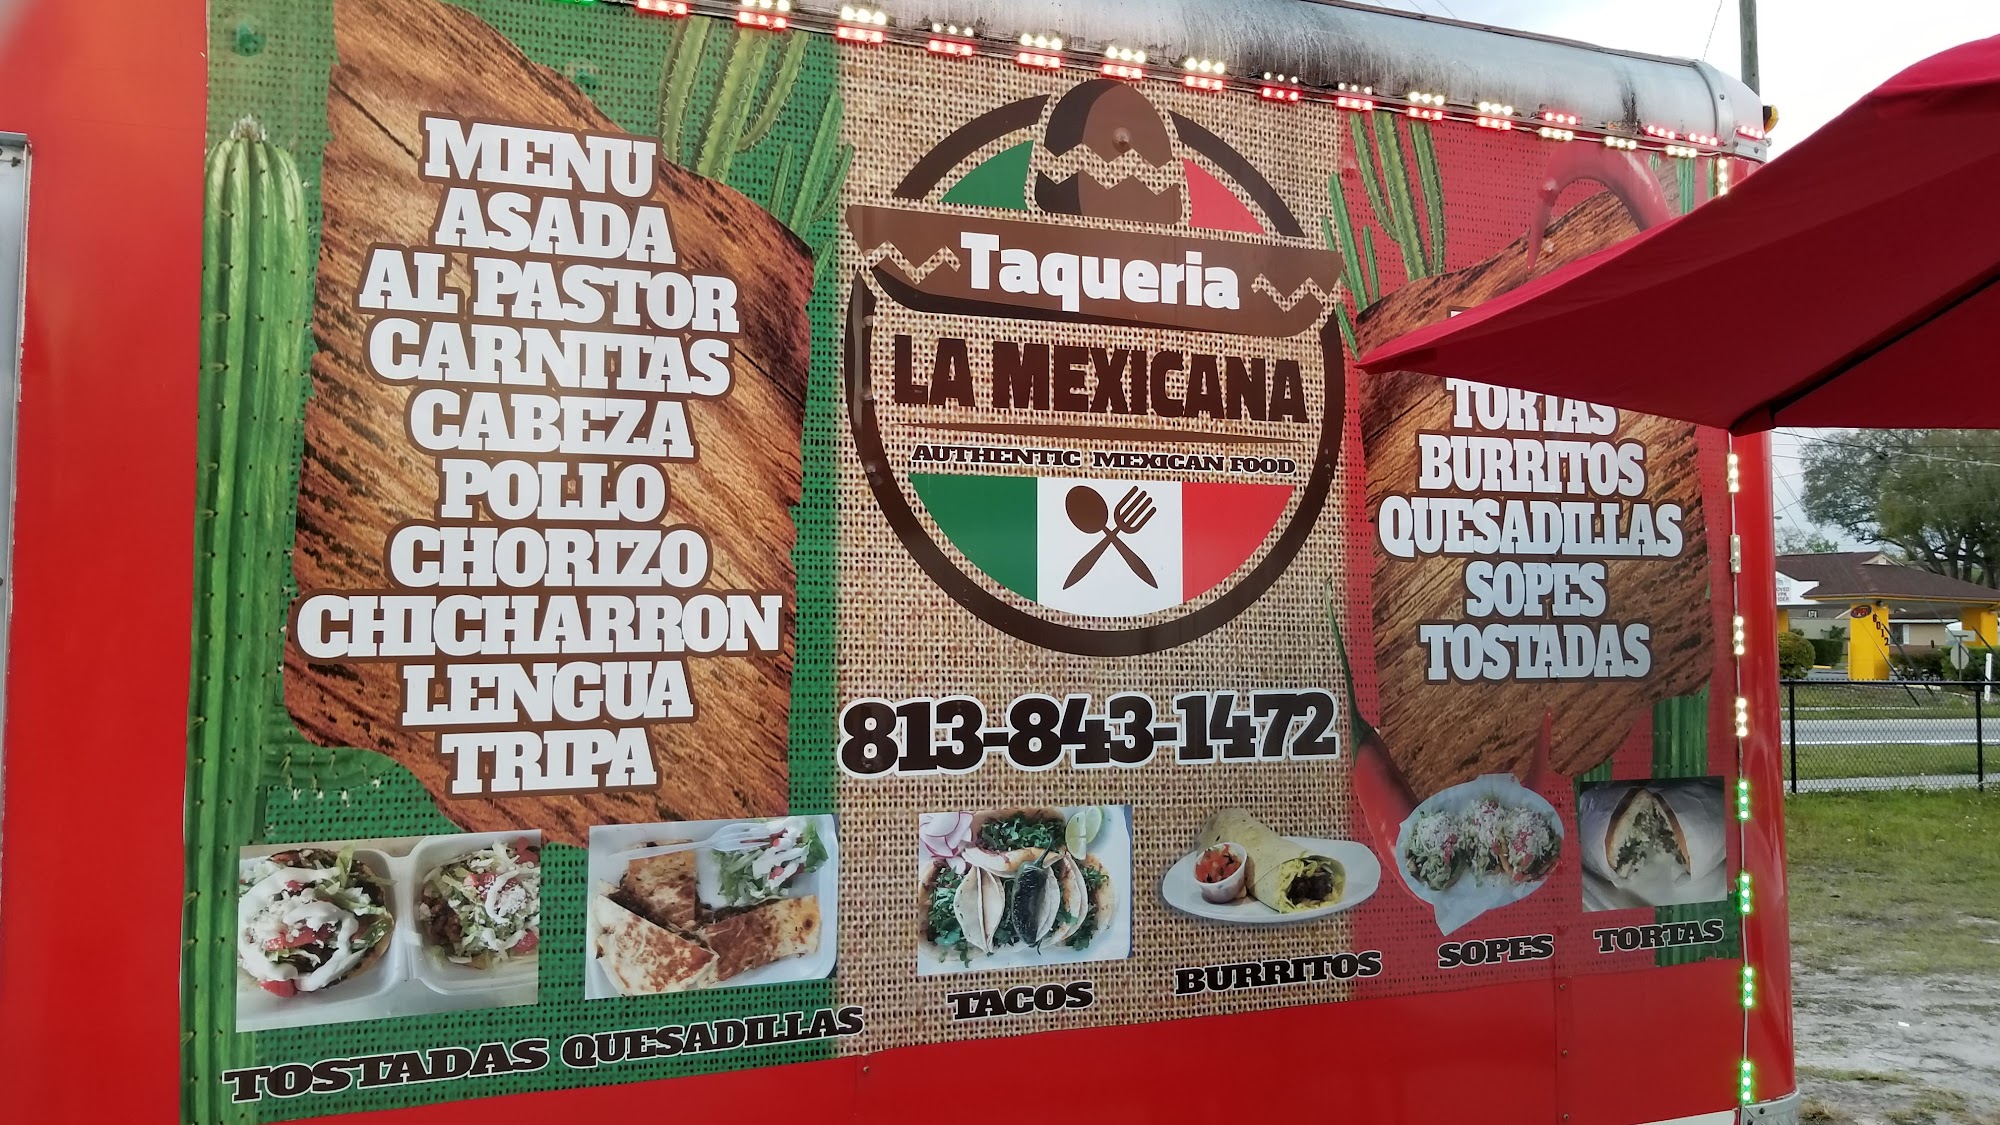 MENU
ASADA
AL PASTOR
CARNITAS
CABEZA
POLLO
CHORIZO
CHICHARRON
LENGUA
TRIPA
Taqueria
LA MEXICANA
AUTHENTIC MEXICAN FOOD
813-843-1472
TORTAS
BURRITOS
QUESADILLAS
SOPES
TOSTADAS
TOSTADAS
QUESADILLAS
TACOS
BURRITOS
SOPES
TORTAS